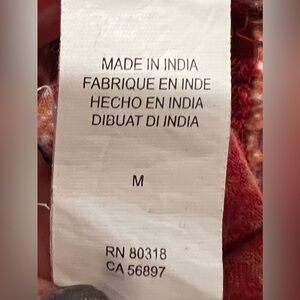 MADE IN INDIA
FABRIQUE EN INDE
HECHO EN INDIA
DIBUAT DI INDIA
M
RN 80318
CA 56897